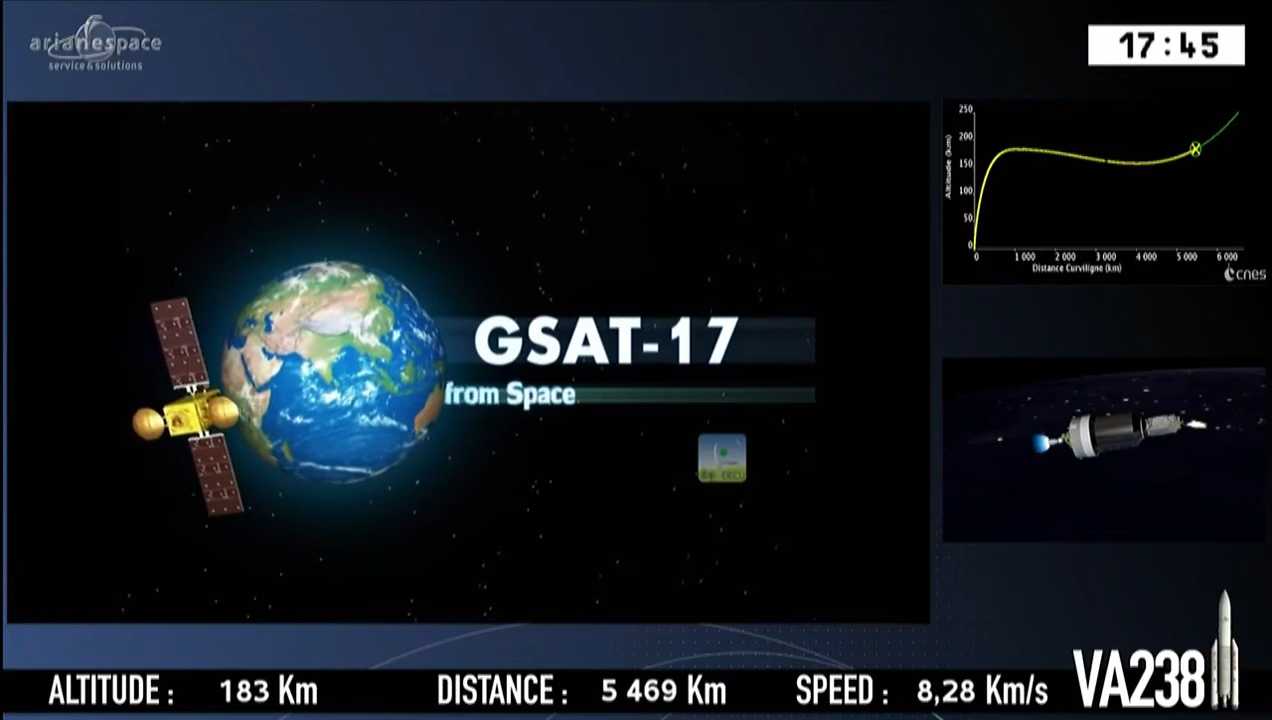 arianespace
service & solutions
17:45
250
200
150
100
50
0
Altitude (km)
0 1 000 2 000 3 000 4 000 5 000 6 000
Distance Curviligne (km)
cnes
GSAT-17
from Space
DECU
ALTITUDE : 183 Km DISTANCE : 5 469 Km SPEED : 8,28 Km/s
VA238